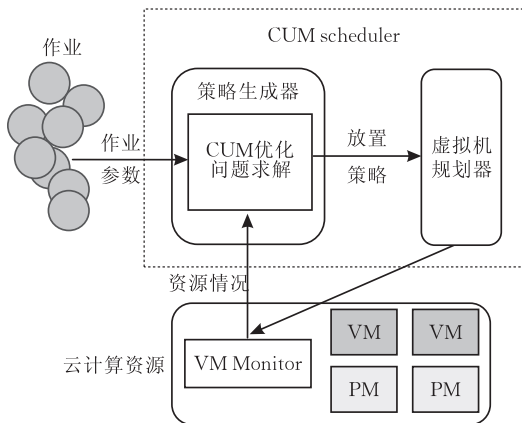 作业
CUM scheduler
策略生成器
作业
参数
CUM优化
问题求解
放置
策略
虚拟机
规划器
资源情况
云计算资源
VM Monitor
VM
VM
PM
PM